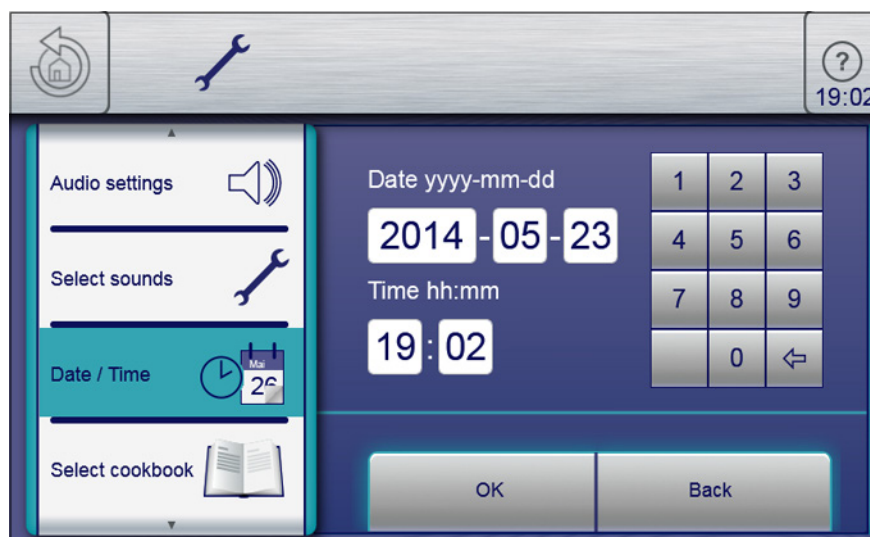 ?
19:02
Audio settings
Select sounds
Date / Time
Mai
26
Select cookbook
Date yyyy-mm-dd
2014 - 05 - 23
Time hh:mm
19 : 02
1 2 3
4 5 6
7 8 9
0
OK
Back